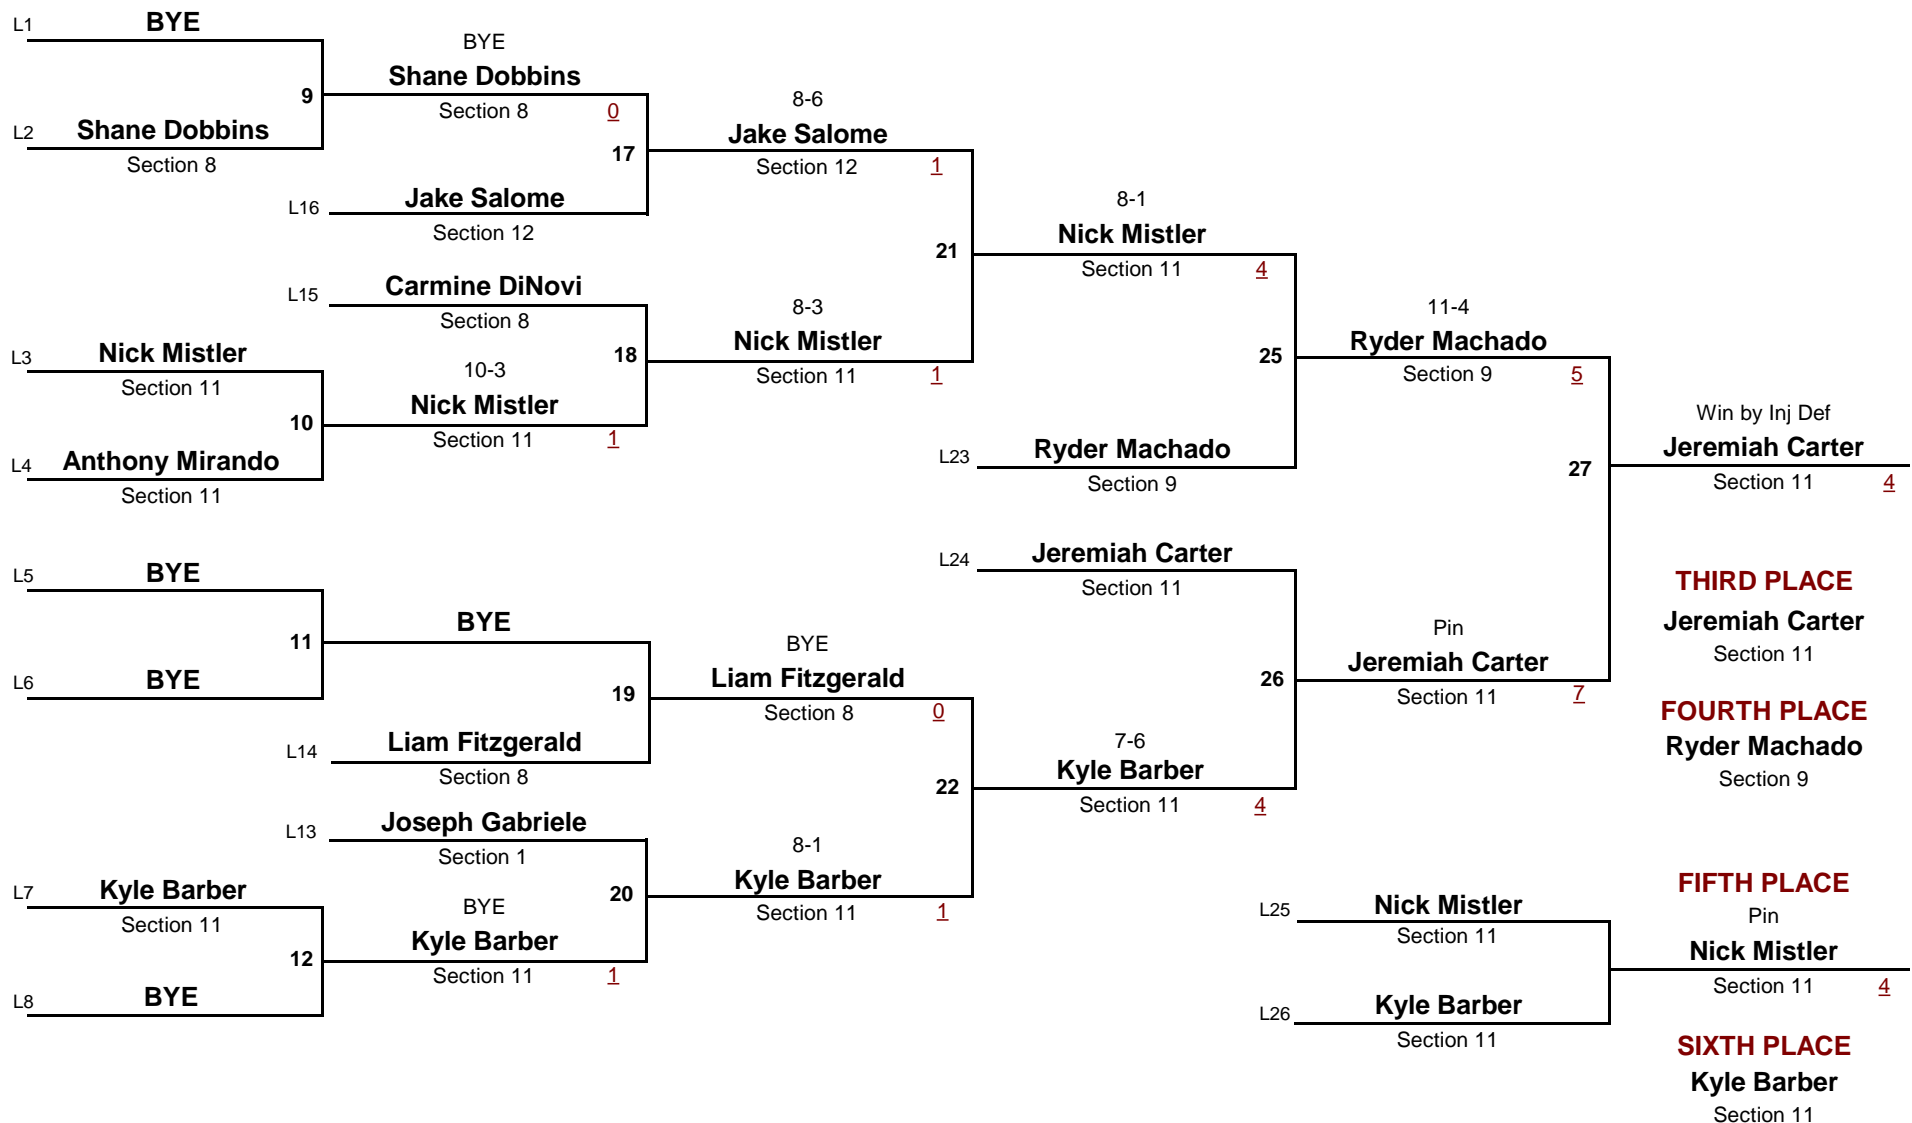 L1 BYE
BYE
Shane Dobbins
9
Section 8 0
8-6
L2 Shane Dobbins
Section 8
Jake Salome
17
Section 12 1
L16 Jake Salome
Section 12
8-1
Nick Mistler
21
Section 11 4
L15 Carmine DiNovi
Section 8
8-3
Nick Mistler
18
Section 11 1
11-4
Ryder Machado
25
Section 9 5
L3 Nick Mistler
Section 11
10-3
Nick Mistler
10
Section 11 1
L4 Anthony Mirando
Section 11
L23 Ryder Machado
Section 9
Win by Inj Def
Jeremiah Carter
27
Section 11 4
L5 BYE
L24 Jeremiah Carter
Section 11
THIRD PLACE
Jeremiah Carter
Section 11
11
BYE
L6 BYE
BYE
Liam Fitzgerald
19
Section 8 0
Pin
Jeremiah Carter
26
Section 11 7
FOURTH PLACE
Ryder Machado
Section 9
L14 Liam Fitzgerald
Section 8
7-6
Kyle Barber
22
Section 11 4
L13 Joseph Gabriele
Section 1
8-1
Kyle Barber
20
Section 11 1
L7 Kyle Barber
Section 11
BYE
Kyle Barber
12
Section 11 1
L8 BYE
L25 Nick Mistler
Section 11
FIFTH PLACE
Pin
Nick Mistler
Section 11 4
L26 Kyle Barber
Section 11
SIXTH PLACE
Kyle Barber
Section 11